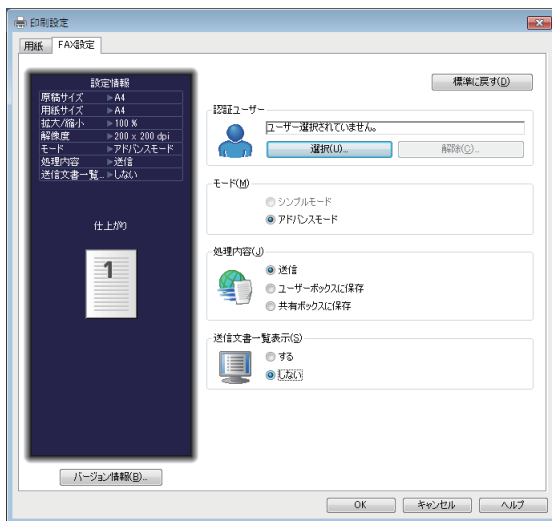 印刷設定
用紙 FAX設定
設定情報
原稿サイズ ▶A4
用紙サイズ ▶A4
拡大/縮小 ▶100 %
解像度 ▶200 x 200 dpi
モード ▶アドバンスモード
処理内容 ▶送信
送信文書一覧... ▶しない
仕上がり
1
バージョン情報(B)...
標準に戻す(D)
認証ユーザー
ユーザー選択されていません。
選択(U)... 解除(C)...
モード(M)
シンプルモード
アドバンスモード
処理内容(J)
送信
ユーザーボックスに保存
共有ボックスに保存
送信文書一覧表示(S)
する
しない
OK キャンセル ヘルプ